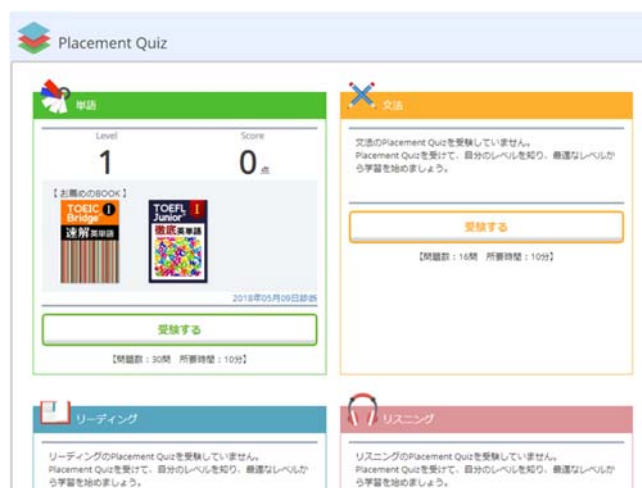 Placement Quiz
単語
Level
Score
1
0 点
【お薦めのBOOK】
TOEIC Bridge I
速解英単語
TOEFL Junior I
徹底英単語
2018年05月09日診断
受験する
【問題数：30問 所要時間：10分】
文法
文法のPlacement Quizを受験していません。
Placement Quizを受けて、自分のレベルを知り、最適なレベルか
ら学習を始めましょう。
受験する
【問題数：16問 所要時間：10分】
リーディング
リーディングのPlacement Quizを受験していません。
Placement Quizを受けて、自分のレベルを知り、最適なレベルか
ら学習を始めましょう。
リスニング
リスニングのPlacement Quizを受験していません。
Placement Quizを受けて、自分のレベルを知り、最適なレベルか
ら学習を始めましょう。